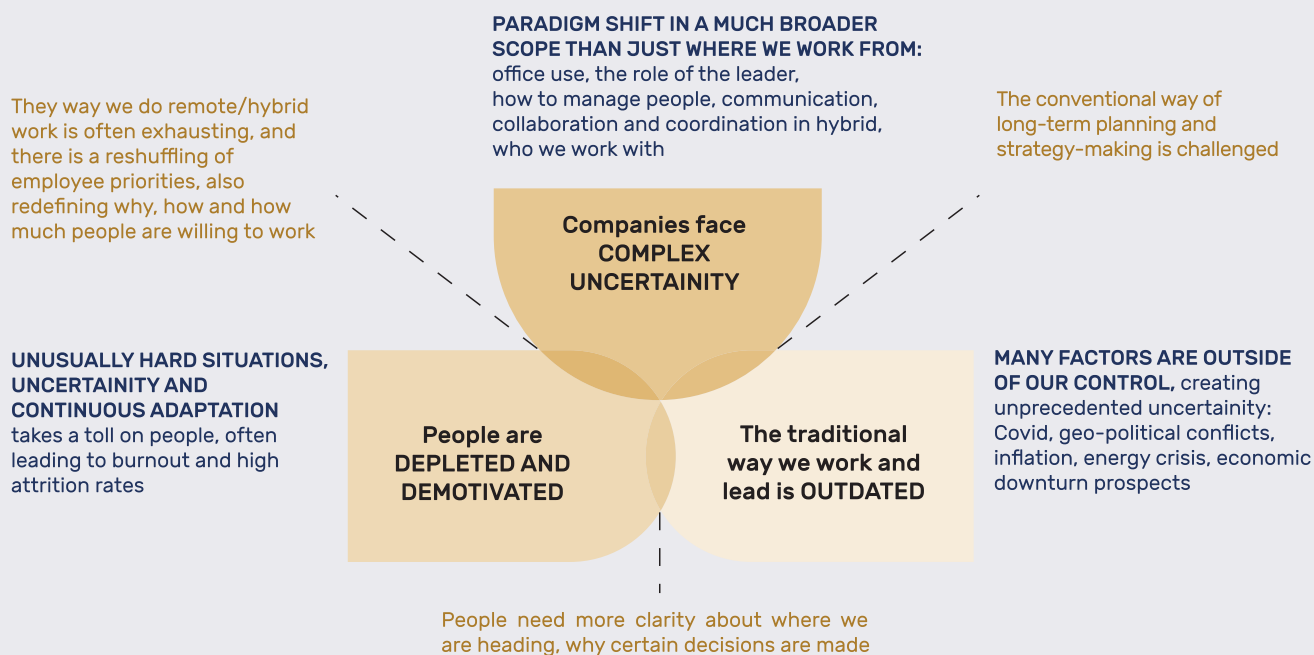 PARADIGM SHIFT IN A MUCH BROADER
SCOPE THAN JUST WHERE WE WORK FROM:
office use, the role of the leader,
how to manage people, communication,
collaboration and coordination in hybrid,
who we work with
They way we do remote/hybrid
work is often exhausting, and
there is a reshuffling of
employee priorities, also
redefining why, how and how
much people are willing to work
The conventional way of
long-term planning and
strategy-making is challenged
Companies face
COMPLEX
UNCERTAINITY
UNUSUALLY HARD SITUATIONS,
UNCERTAINITY AND
CONTINUOUS ADAPTATION
takes a toll on people, often
leading to burnout and high
attrition rates
People are
DEPLETED AND
DEMOTIVATED
The traditional
way we work and
lead is OUTDATED
MANY FACTORS ARE OUTSIDE
OF OUR CONTROL, creating
unprecedented uncertainity:
Covid, geo-political conflicts,
inflation, energy crisis, economic
downturn prospects
People need more clarity about where we
are heading, why certain decisions are made